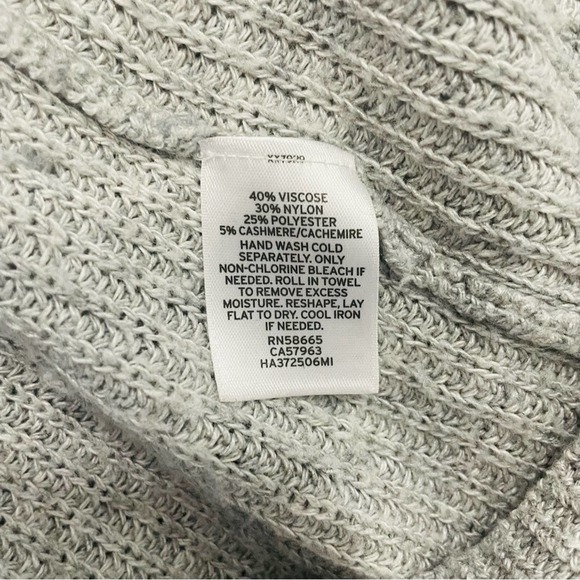 40% VISCOSE
30% NYLON
25% POLYESTER
5% CASHMERE/CACHEMIRE
HAND WASH COLD
SEPARATELY. ONLY
NON-CHLORINE BLEACH IF
NEEDED. ROLL IN TOWEL
TO REMOVE EXCESS
MOISTURE. RESHAPE, LAY
FLAT TO DRY. COOL IRON
IF NEEDED.
RN58665
CA57963
HA372506MI